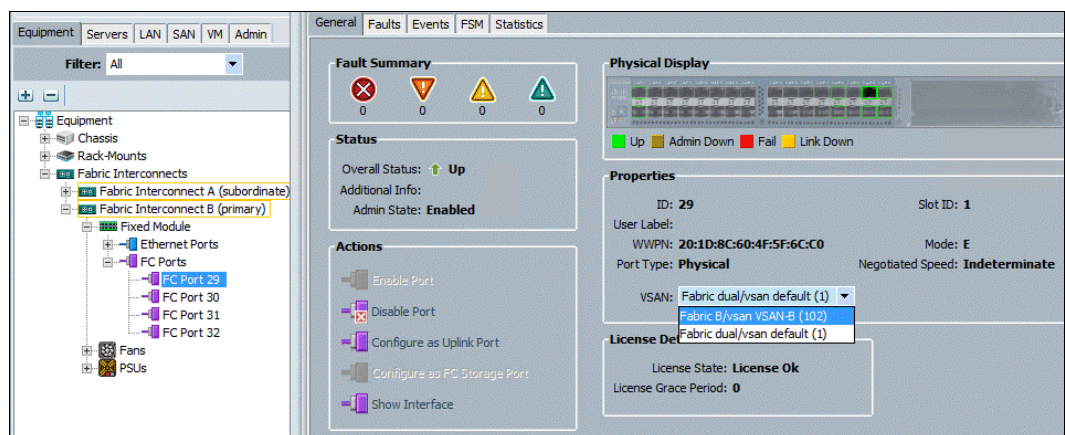 Equipment Servers LAN SAN VM Admin
Filter: All
Equipment
Chassis
Rack-Mounts
Fabric Interconnects
Fabric Interconnect A (subordinate)
Fabric Interconnect B (primary)
Fixed Module
Ethernet Ports
FC Ports
FC Port 29
FC Port 30
FC Port 31
FC Port 32
Fans
PSUs
General Faults Events FSM Statistics
Fault Summary
0 0 0 0
Status
Overall Status: Up
Additional Info:
Admin State: Enabled
Actions
Enable Port
Disable Port
Configure as Uplink Port
Configure as FC Storage Port
Show Interface
Physical Display
Up Admin Down Fail Link Down
Properties
ID: 29 Slot ID: 1
User Label:
WWPN: 20:1D:8C:60:4F:5F:6C:C0 Mode: E
Port Type: Physical Negotiated Speed: Indeterminate
VSAN: Fabric dual/vsan default (1)
Fabric B/vsan VSAN-B (102)
Fabric dual/vsan default (1)
License De
License State: License Ok
License Grace Period: 0